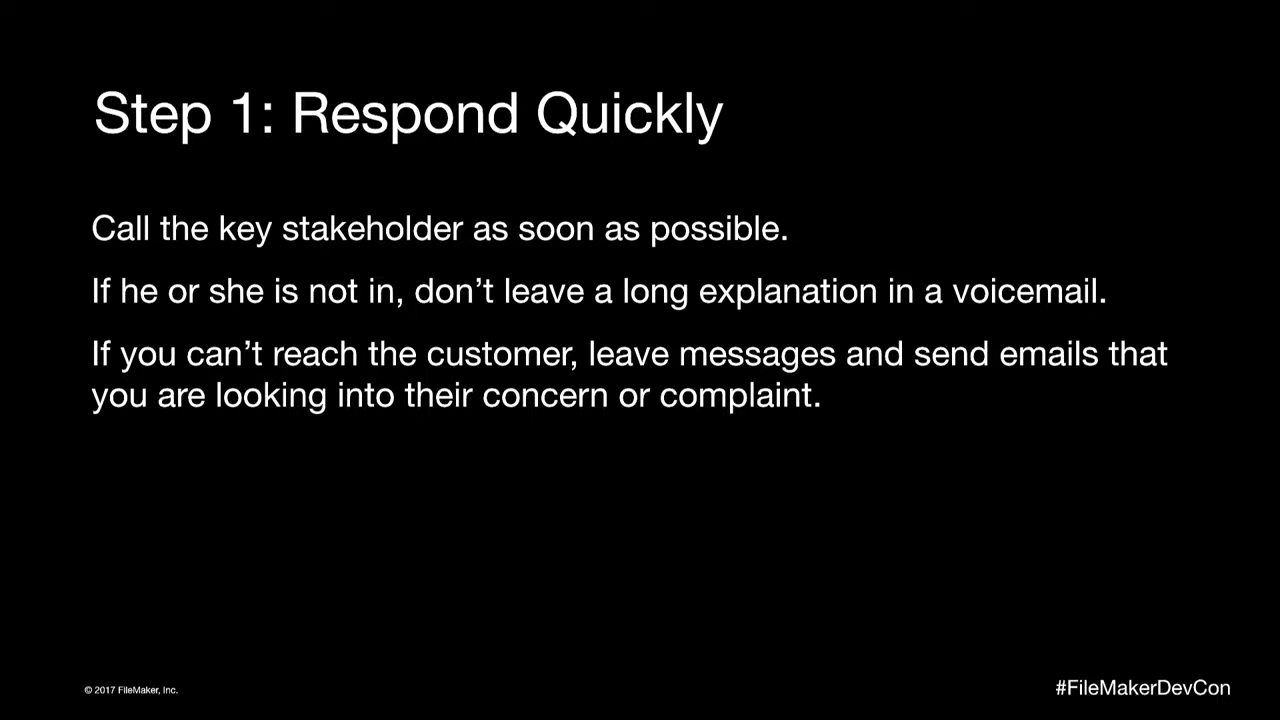 Step 1: Respond Quickly
Call the key stakeholder as soon as possible.
If he or she is not in, don’t leave a long explanation in a voicemail.
If you can’t reach the customer, leave messages and send emails that
you are looking into their concern or complaint.
© 2017 FileMaker, Inc.
#FileMakerDevCon